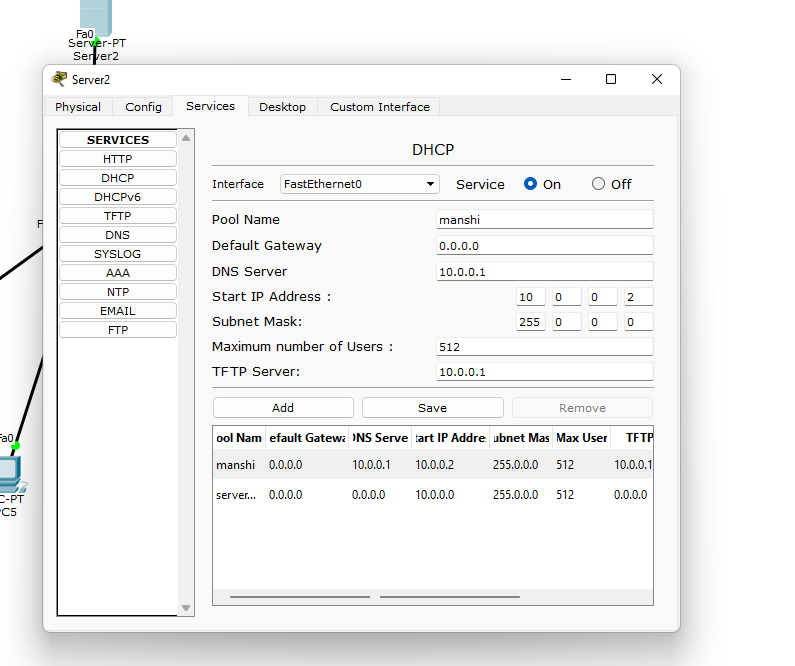 Fa0
Server-PT
Server2
Server2
Physical Config Services Desktop Custom Interface
SERVICES
HTTP
DHCP
DHCPv6
TFTP
DNS
SYSLOG
AAA
NTP
EMAIL
FTP
DHCP
Interface FastEthernet0 Service On Off
Pool Name manshi
Default Gateway 0.0.0.0
DNS Server 10.0.0.1
Start IP Address : 10 0 0 2
Subnet Mask: 255 0 0 0
Maximum number of Users : 512
TFTP Server: 10.0.0.1
Add Save Remove
ool Nam efault Gatewa DNS Serve tart IP Addre ubnet Mas Max User TFTP
manshi 0.0.0.0 10.0.0.1 10.0.0.2 255.0.0.0 512 10.0.0.1
server... 0.0.0.0 0.0.0.0 10.0.0.0 255.0.0.0 512 0.0.0.0
F
a0
C-PT
PC5